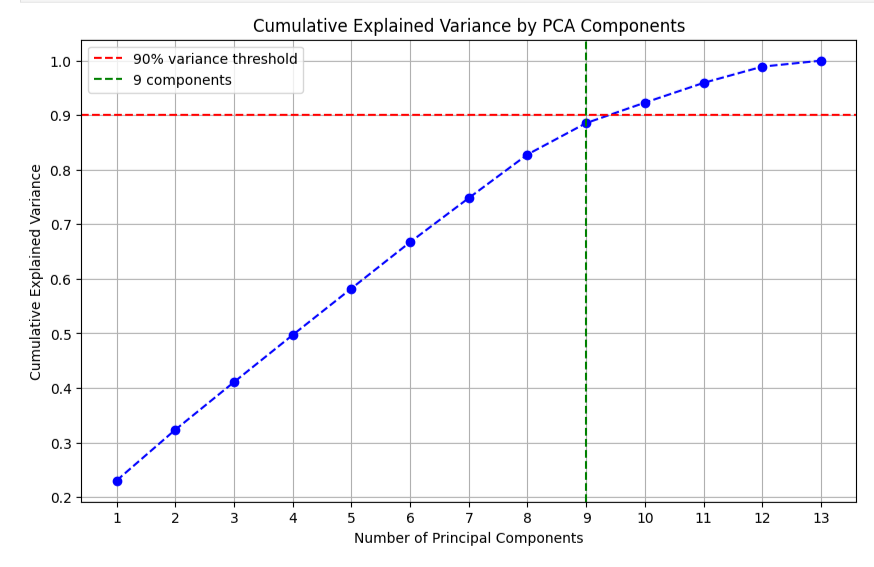 Cumulative Explained Variance by PCA Components
90% variance threshold
9 components
Cumulative Explained Variance
1.0
0.9
0.8
0.7
0.6
0.5
0.4
0.3
0.2
1 2 3 4 5 6 7 8 9 10 11 12 13
Number of Principal Components